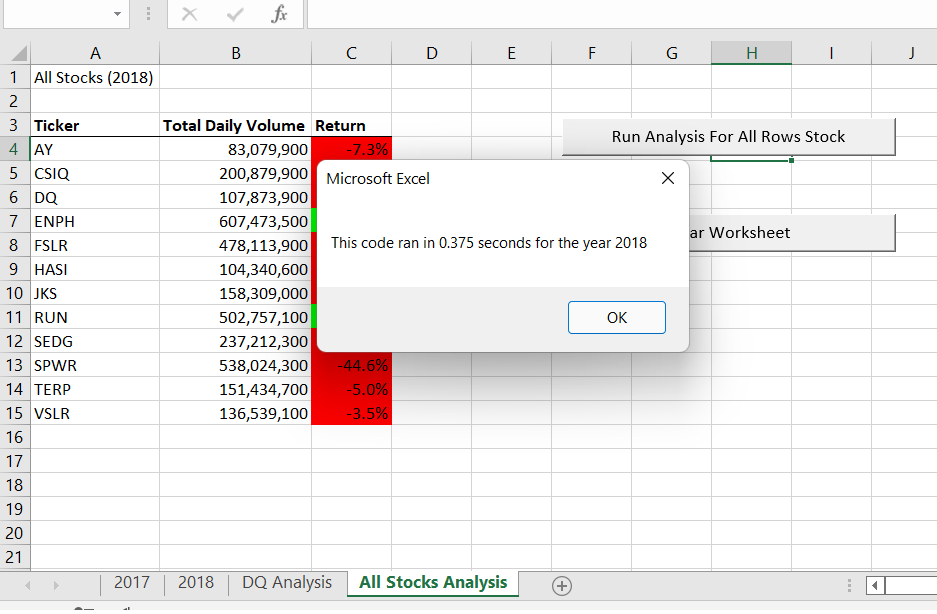 fx
A B C D E F G H I J
1 All Stocks (2018)
2
3 Ticker Total Daily Volume Return
Run Analysis For All Rows Stock
4 AY 83,079,900 -7.3%
5 CSIQ 200,879,900
6 DQ 107,873,900
7 ENPH 607,473,500
8 FSLR 478,113,900
9 HASI 104,340,600
10 JKS 158,309,000
11 RUN 502,757,100
12 SEDG 237,212,300
Microsoft Excel
This code ran in 0.375 seconds for the year 2018
OK
Worksheet
13 SPWR 538,024,300 -44.6%
14 TERP 151,434,700 -5.0%
15 VSLR 136,539,100 -3.5%
16
17
18
19
20
21
2017 2018 DQ Analysis All Stocks Analysis